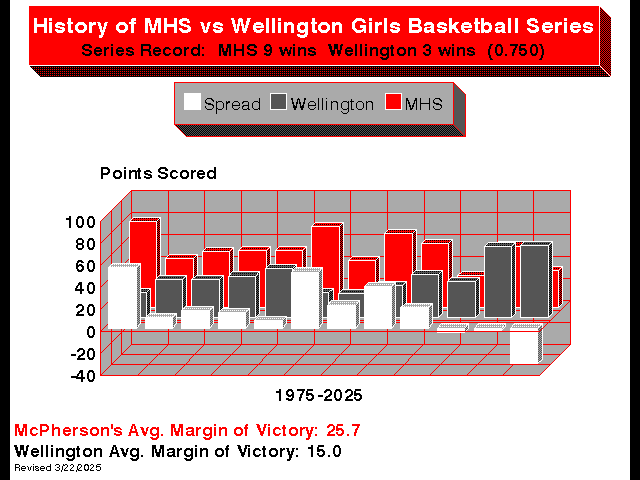 History of MHS vs Wellington Girls Basketball Series
Series Record:  MHS 9 wins  Wellington 3 wins  (0.750)
Spread Wellington MHS
Points Scored
100
80
60
40
20
0
-20
-40
1975-2025
McPherson's Avg. Margin of Victory: 25.7
Wellington Avg. Margin of Victory: 15.0
Revised 3/22/2025